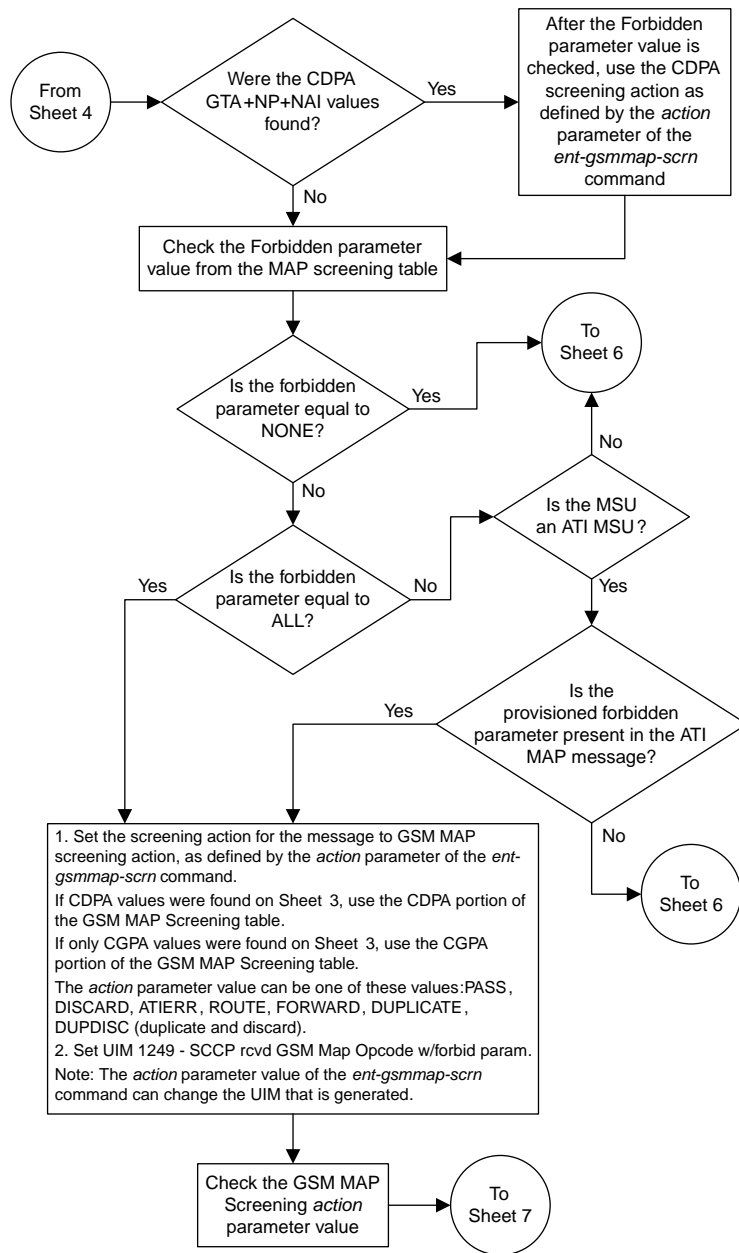 From
Sheet 4
Were the CDPA
GTA+NP+NAI values
found?
Yes
After the Forbidden
parameter value is
checked, use the CDPA
screening action as
defined by the action
parameter of the
ent-gsmmap-scrn
command
No
Check the Forbidden parameter
value from the MAP screening table
To
Sheet 6
Is the forbidden
parameter equal to
NONE?
Yes
No
No
Is the MSU
an ATI MSU?
Yes
Is the forbidden
parameter equal to
ALL?
No
Yes
Is the
provisioned forbidden
parameter present in the ATI
MAP message?
Yes
No
To
Sheet 6
1. Set the screening action for the message to GSM MAP
screening action, as defined by the action parameter of the ent-
gsmmap-scrn command.
If CDPA values were found on Sheet 3, use the CDPA portion of
the GSM MAP Screening table.
If only CGPA values were found on Sheet 3, use the CGPA
portion of the GSM MAP Screening table.
The action parameter value can be one of these values:PASS,
DISCARD, ATIERR, ROUTE, FORWARD, DUPLICATE,
DUPDISC (duplicate and discard).
2. Set UIM 1249 - SCCP rcvd GSM Map Opcode w/forbid param.
Note: The action parameter value of the ent-gsmmap-scrn
command can change the UIM that is generated.
Check the GSM MAP
Screening action
parameter value
To
Sheet 7